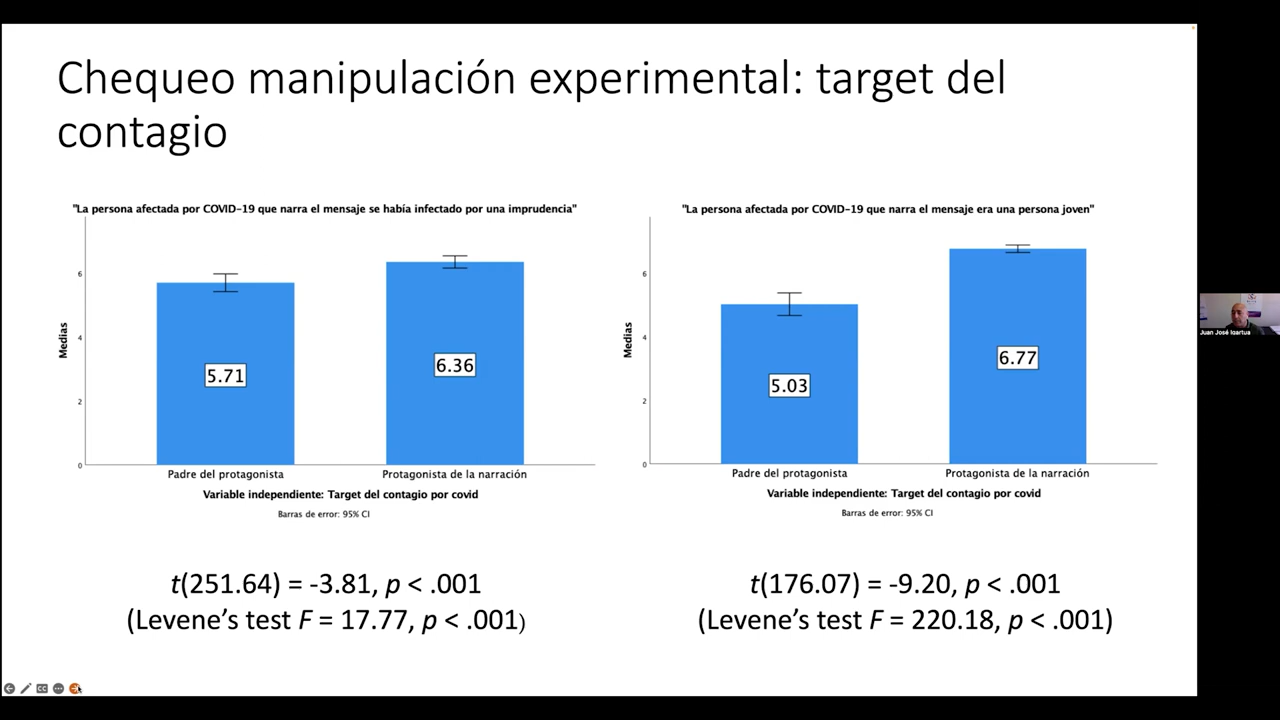 Chequeo manipulación experimental: target del
contagio
"La persona afectada por COVID-19 que narra el mensaje se había infectado por una imprudencia"
6
4
2
0
Medias
5.71
6.36
Padre del protagonista
Protagonista de la narración
Variable independiente: Target del contagio por covid
Barras de error: 95% CI
t(251.64) = -3.81, p < .001
(Levene's test F = 17.77, p < .001)
"La persona afectada por COVID-19 que narra el mensaje era una persona joven"
6
4
2
0
Medias
5.03
6.77
Padre del protagonista
Protagonista de la narración
Variable independiente: Target del contagio por covid
Barras de error: 95% CI
t(176.07) = -9.20, p < .001
(Levene's test F = 220.18, p < .001)
Juan José Igartua
CC